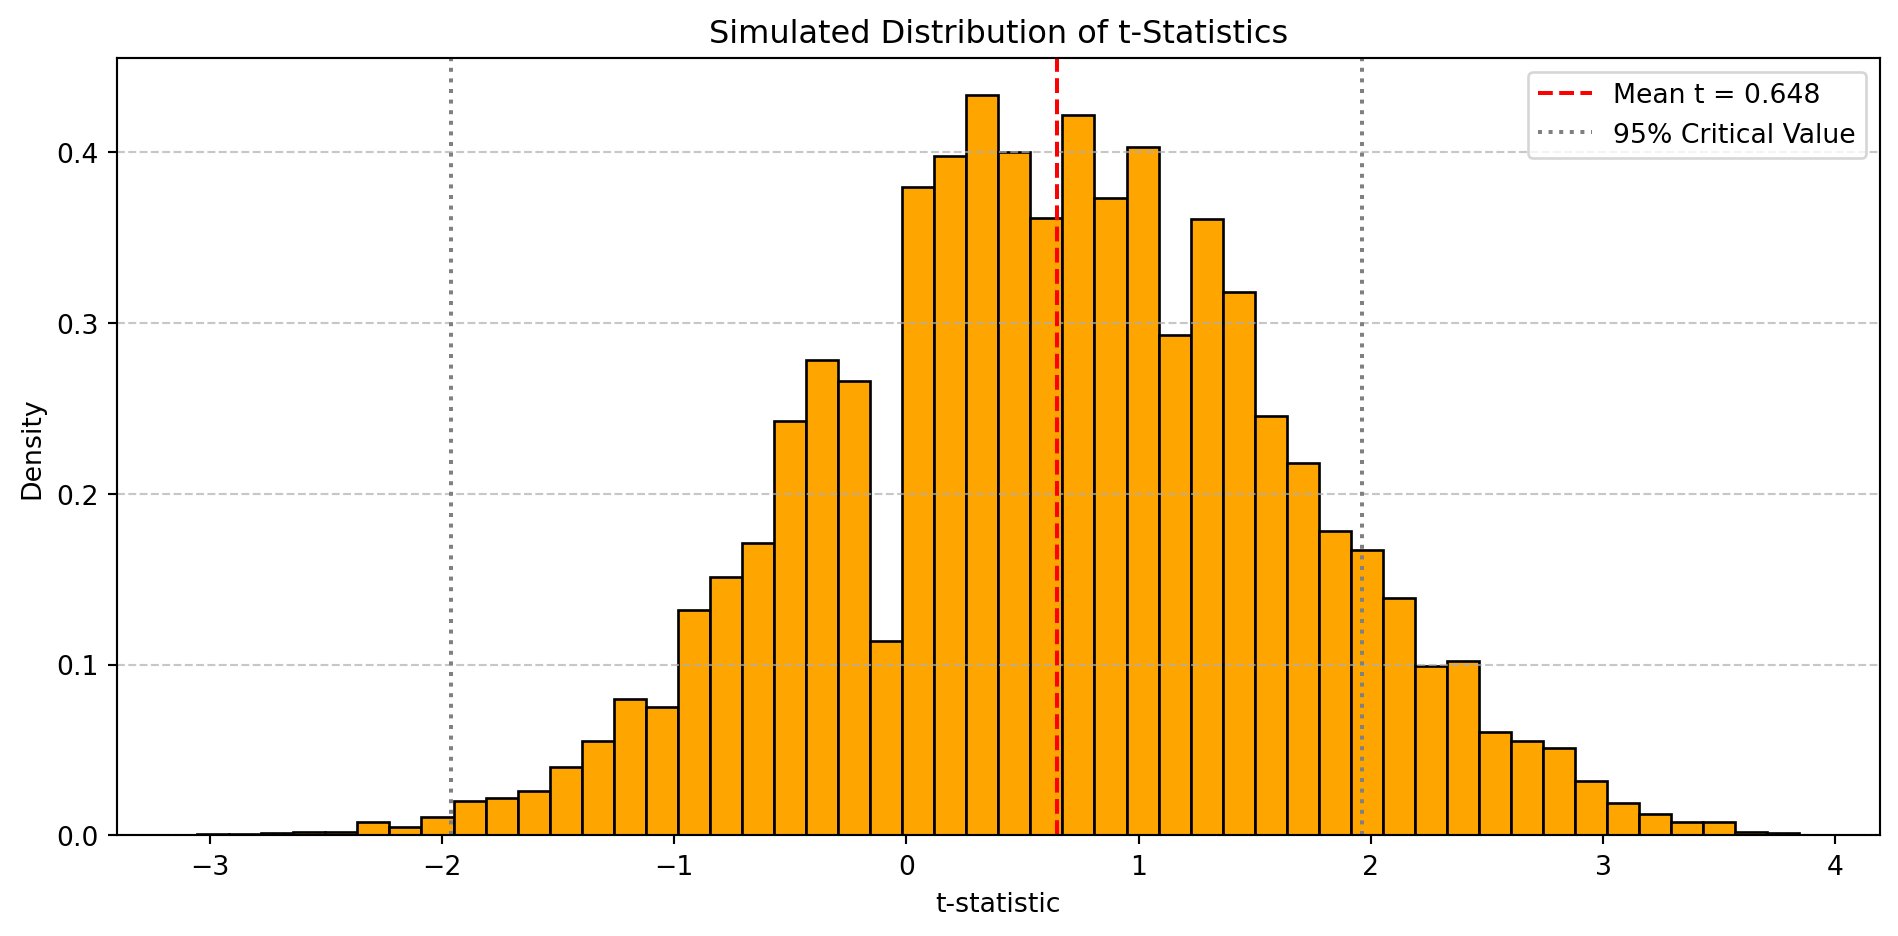 Simulated Distribution of t-Statistics
Mean t = 0.648
95% Critical Value
Density
0.4
0.3
0.2
0.1
0.0
−3 −2 −1 0 1 2 3 4
t-statistic